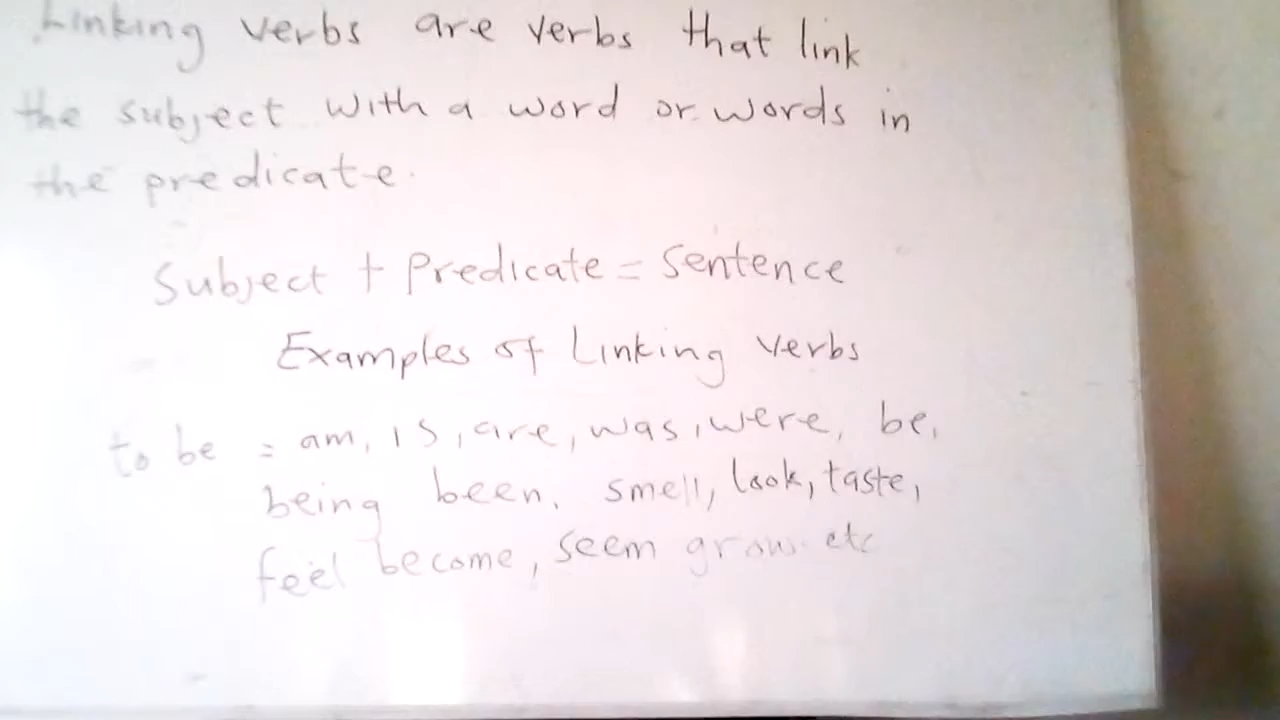 Linking verbs are verbs that link
the subject with a word or words in
the predicate.
Subject + Predicate = Sentence
Examples of Linking verbs
to be = am, is, are, was, were, be,
being been, smell, look, taste,
feel become, seem grow. etc